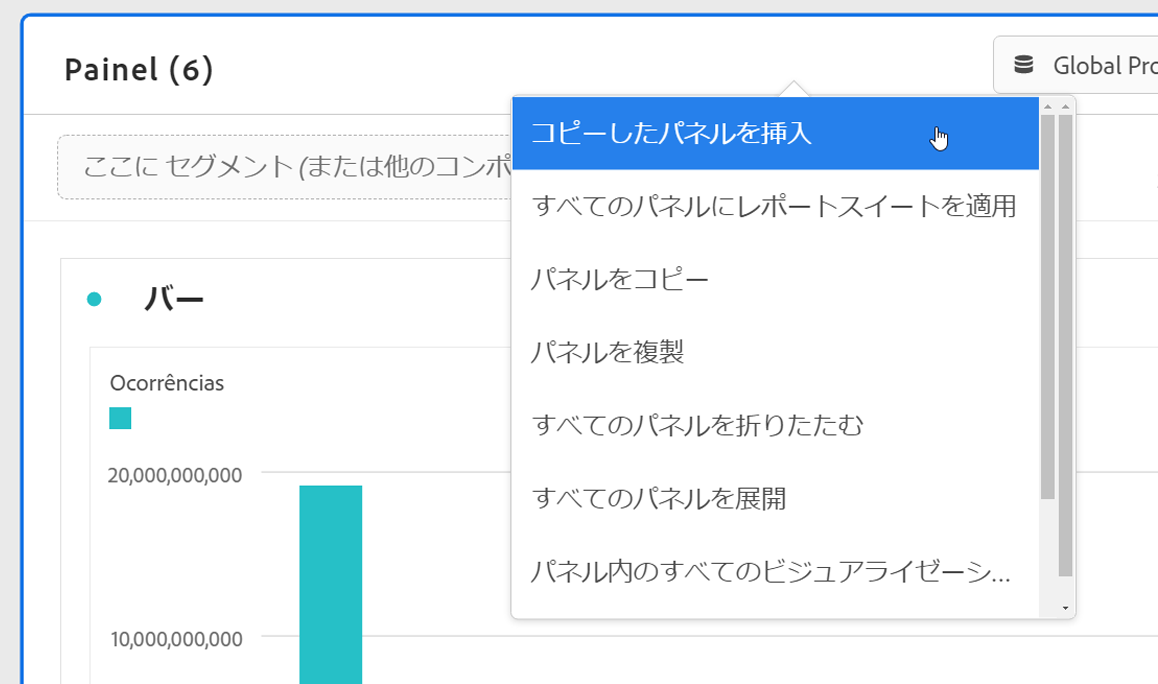 Painel (6)
Global Pro
コピーしたパネルを挿入
ここに セグメント (または他のコンポ
すべてのパネルにレポートスイートを適用
パネルをコピー
バー
パネルを複製
Ocorrências
すべてのパネルを折りたたむ
20,000,000,000
すべてのパネルを展開
パネル内のすべてのビジュアライゼーシ...
10,000,000,000